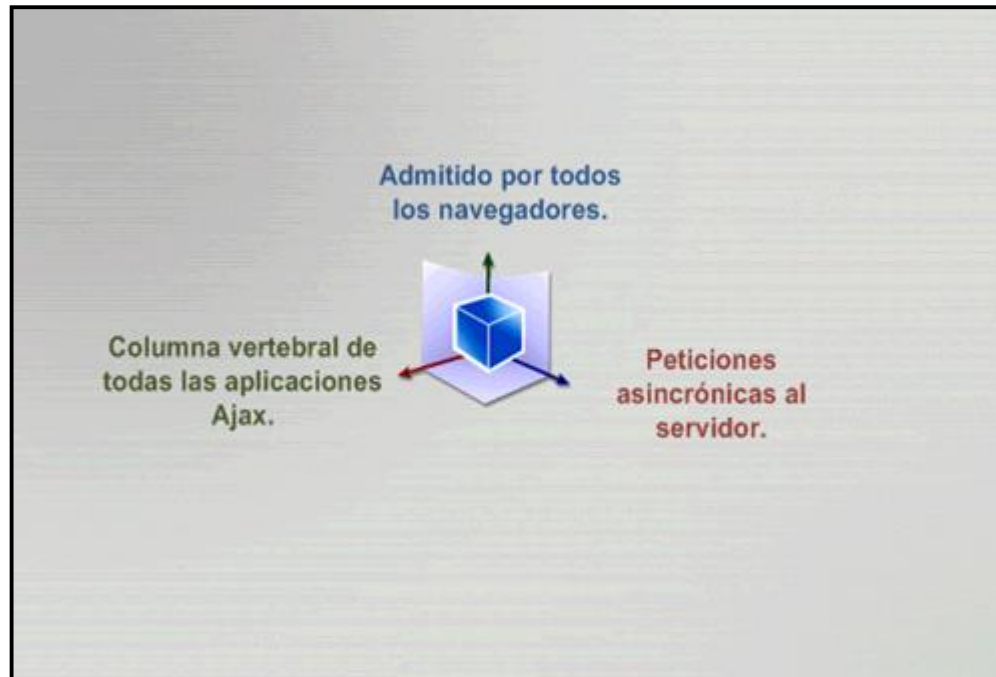 Admitido por todos
los navegadores.
Columna vertebral de
todas las aplicaciones
Ajax.
Peticiones
asincrónicas al
servidor.